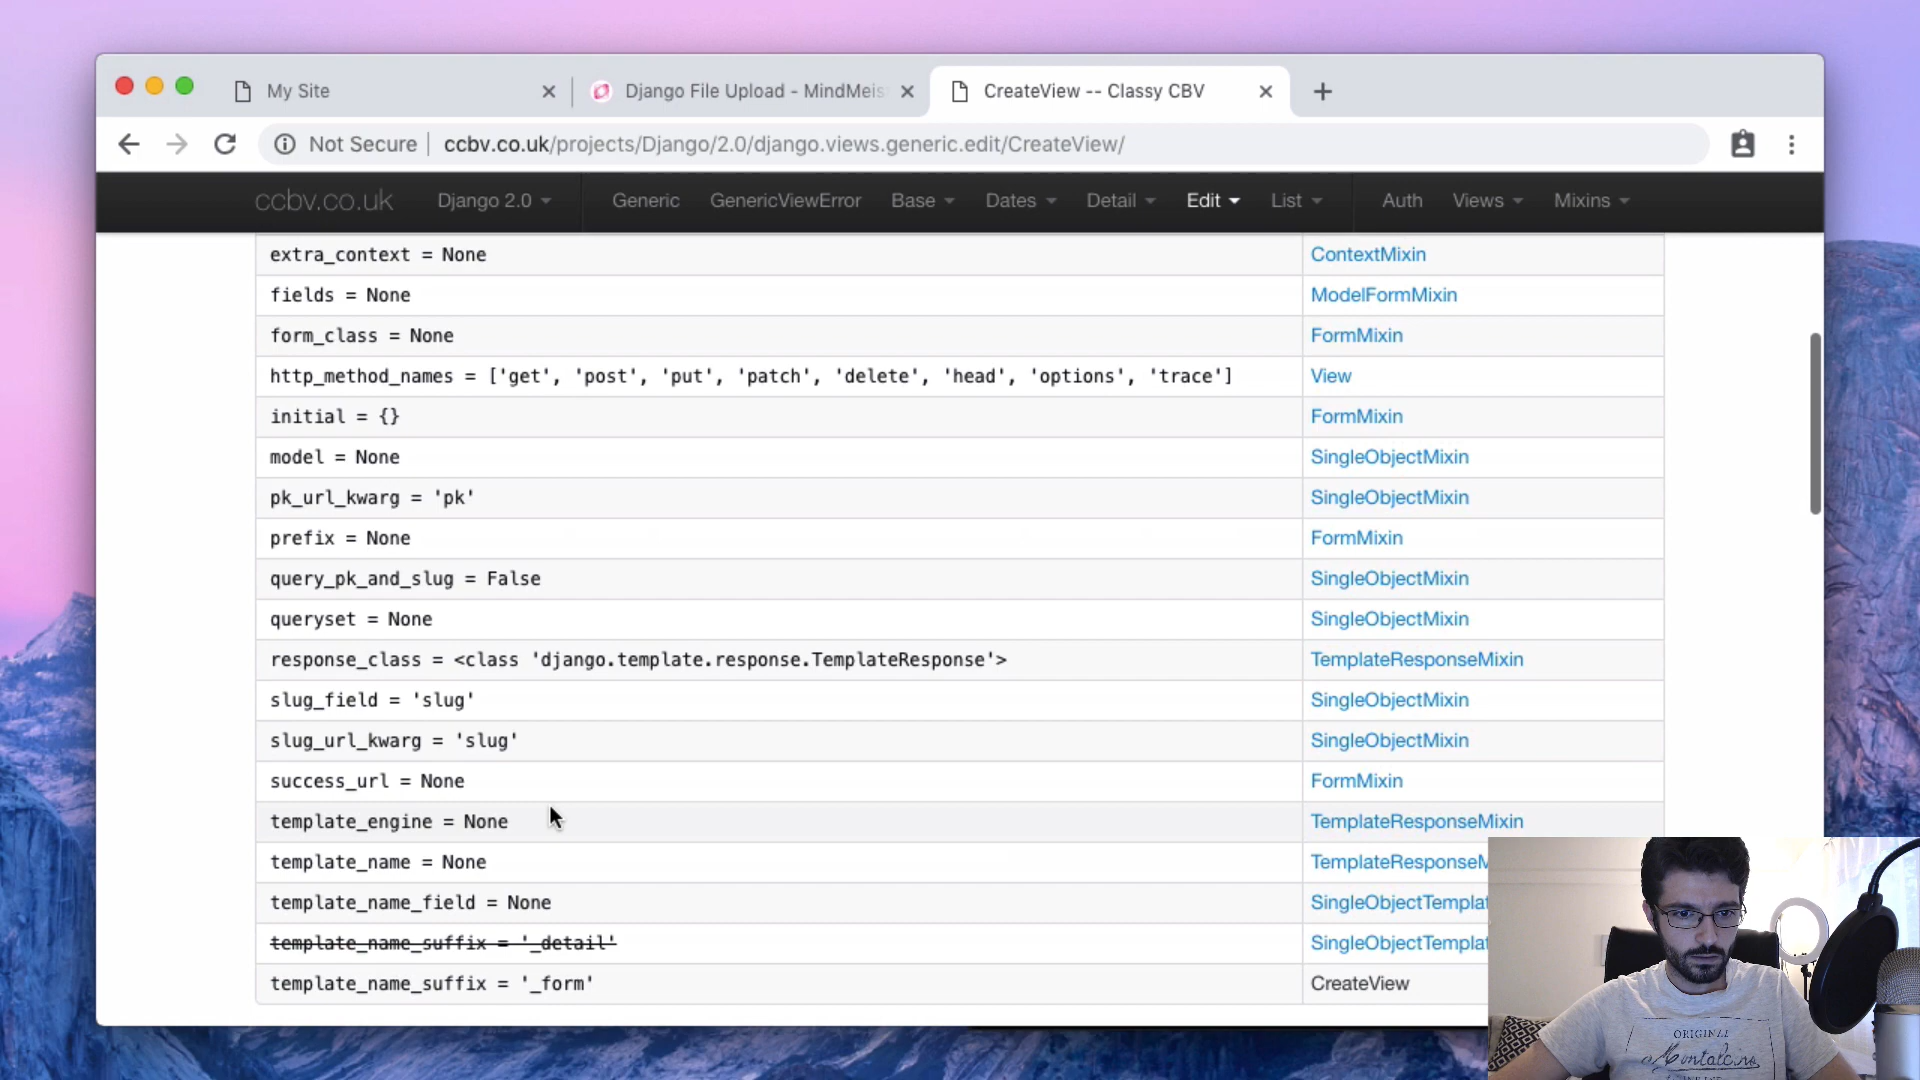 My Site
Django File Upload - MindMeis
CreateView -- Classy CBV
Not Secure
ccbv.co.uk/projects/Django/2.0/django.views.generic.edit/CreateView/
ccbv.co.uk Django 2.0 Generic GenericViewError Base Dates Detail Edit List Auth Views Mixins
extra_context = None ContextMixin
fields = None ModelFormMixin
form_class = None FormMixin
http_method_names = ['get', 'post', 'put', 'patch', 'delete', 'head', 'options', 'trace'] View
initial = {} FormMixin
model = None SingleObjectMixin
pk_url_kwarg = 'pk' SingleObjectMixin
prefix = None FormMixin
query_pk_and_slug = False SingleObjectMixin
queryset = None SingleObjectMixin
response_class = <class 'django.template.response.TemplateResponse'> TemplateResponseMixin
slug_field = 'slug' SingleObjectMixin
slug_url_kwarg = 'slug' SingleObjectMixin
success_url = None FormMixin
template_engine = None TemplateResponseMixin
template_name = None TemplateResponseM
template_name_field = None SingleObjectTemplat
template_name_suffix = '_detail' SingleObjectTemplat
template_name_suffix = '_form' CreateView
ORIGINAL